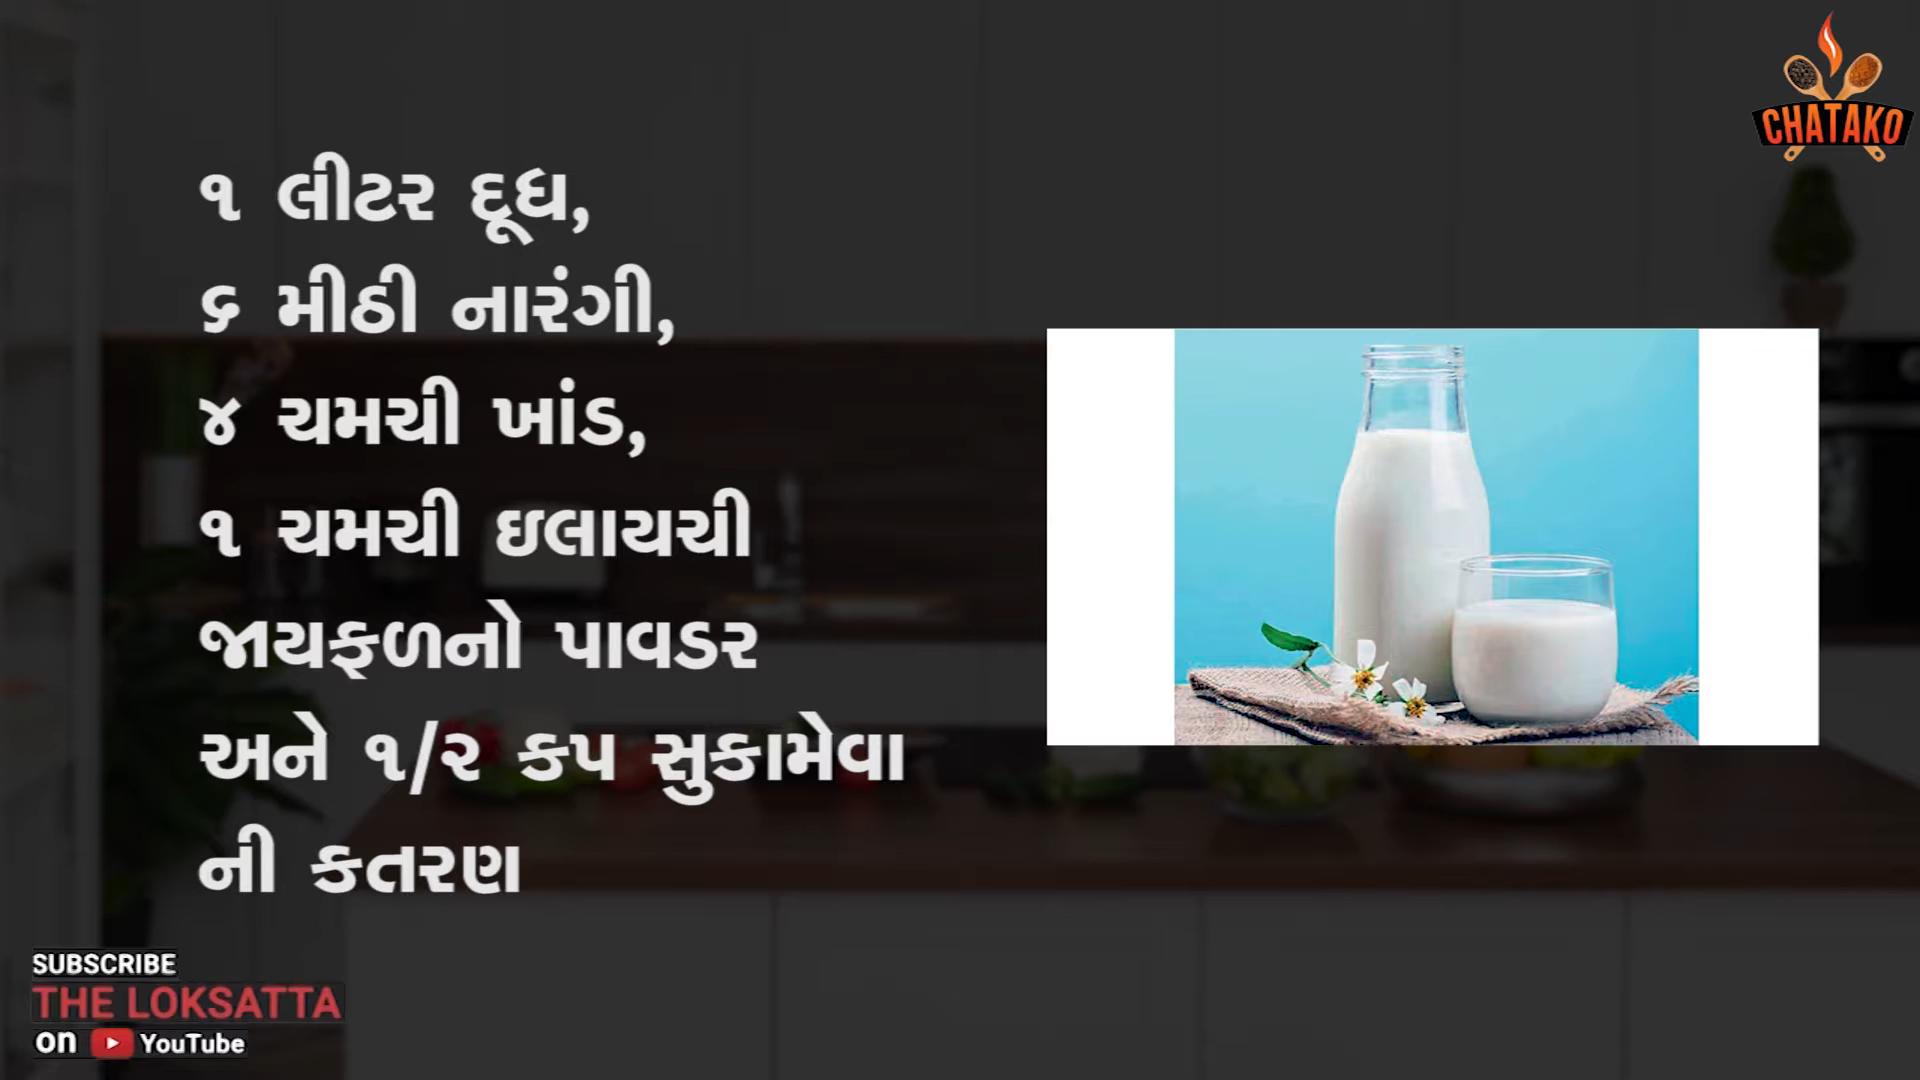 CHATAKO
૧ લીટર દૂધ,
૬ મીઠી નારંગી,
૪ ચમચી ખાંડ,
૧ ચમચી ઇલાયચી
જાયફળનો પાવડર
અને ૧/૨ કપ સુકામેવા
ની કતરણ
SUBSCRIBE
THE LOKSATTA
on YouTube